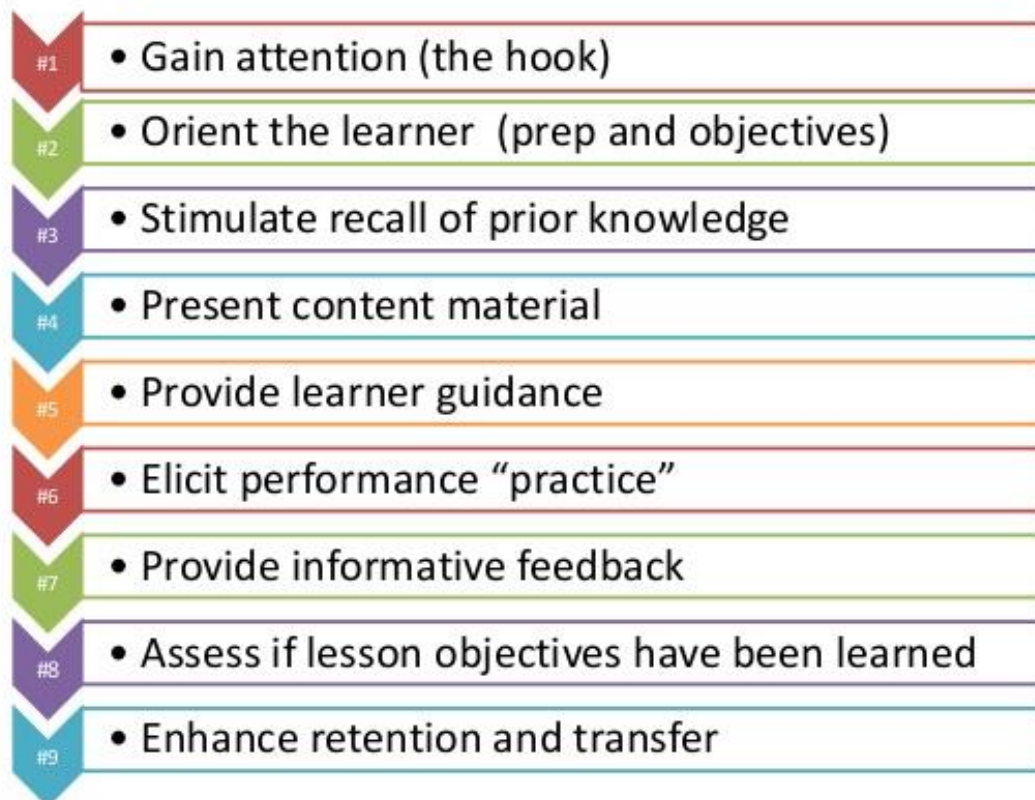 #1 • Gain attention (the hook)
#2 • Orient the learner (prep and objectives)
#3 • Stimulate recall of prior knowledge
#4 • Present content material
#5 • Provide learner guidance
#6 • Elicit performance “practice”
#7 • Provide informative feedback
#8 • Assess if lesson objectives have been learned
#9 • Enhance retention and transfer